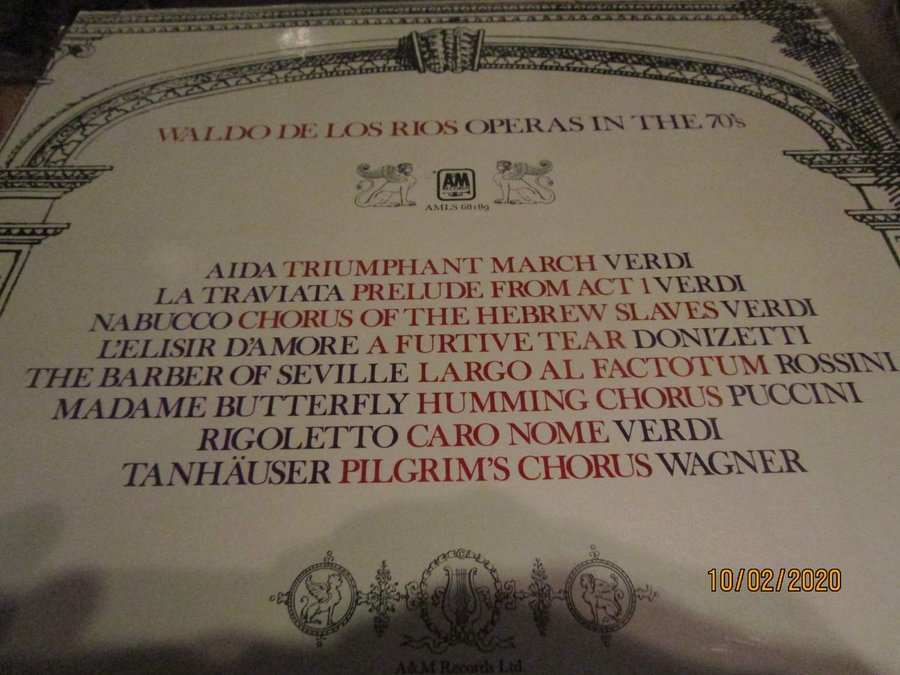 WALDO DE LOS RIOS OPERAS IN THE 70's
AM
AMLS 68189
AIDA TRIUMPHANT MARCH VERDI
LA TRAVIATA PRELUDE FROM ACT 1 VERDI
NABUCCO CHORUS OF THE HEBREW SLAVES VERDI
L'ELISIR D'AMORE A FURTIVE TEAR DONIZETTI
THE BARBER OF SEVILLE LARGO AL FACTOTUM ROSSINI
MADAME BUTTERFLY HUMMING CHORUS PUCCINI
RIGOLETTO CARO NOME VERDI
TANHÄUSER PILGRIM'S CHORUS WAGNER
10/02/2020
A&M Records Ltd.